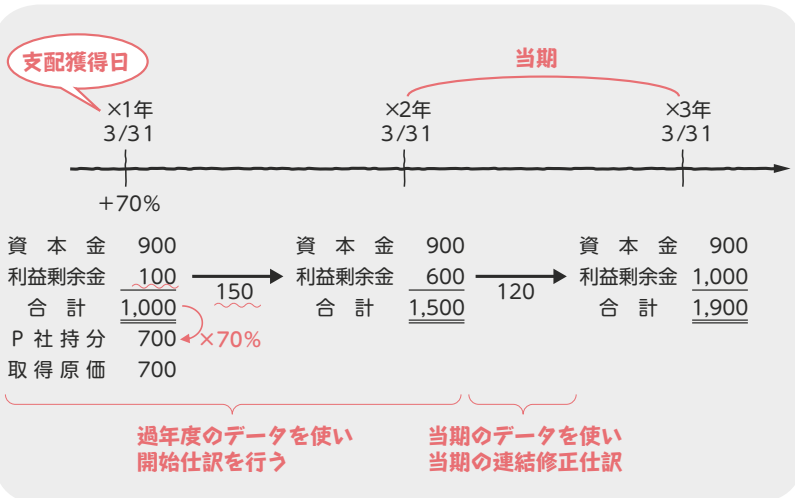 支配獲得日
当期
×1年
3/31
×2年
3/31
×3年
3/31
+70%
資本金 900
利益剰余金 100
合計 1,000
P社持分 700
取得原価 700
×70%
150
資本金 900
利益剰余金 600
合計 1,500
120
資本金 900
利益剰余金 1,000
合計 1,900
過年度のデータを使い
開始仕訳を行う
当期のデータを使い
当期の連結修正仕訳